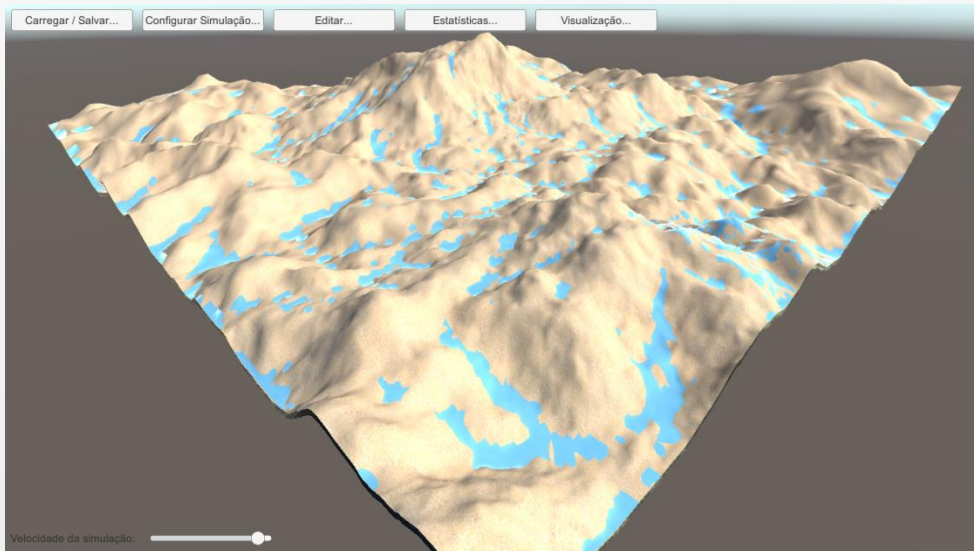 Carregar / Salvar...
Configurar Simulação...
Editar...
Estatísticas...
Visualização...
Velocidade da simulação: